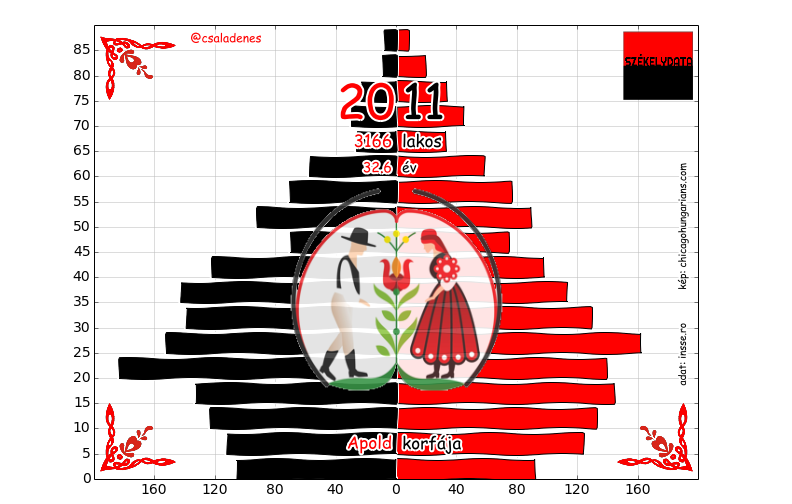 @csaladenes
SZÉKELYDATA
2011
3166 lakos
32.6 év
Apold korfája
kép: chicagohungarians.com
adat: insse.ro
85
80
75
70
65
60
55
50
45
40
35
30
25
20
15
10
5
0
160 120 80 40 0 40 80 120 160